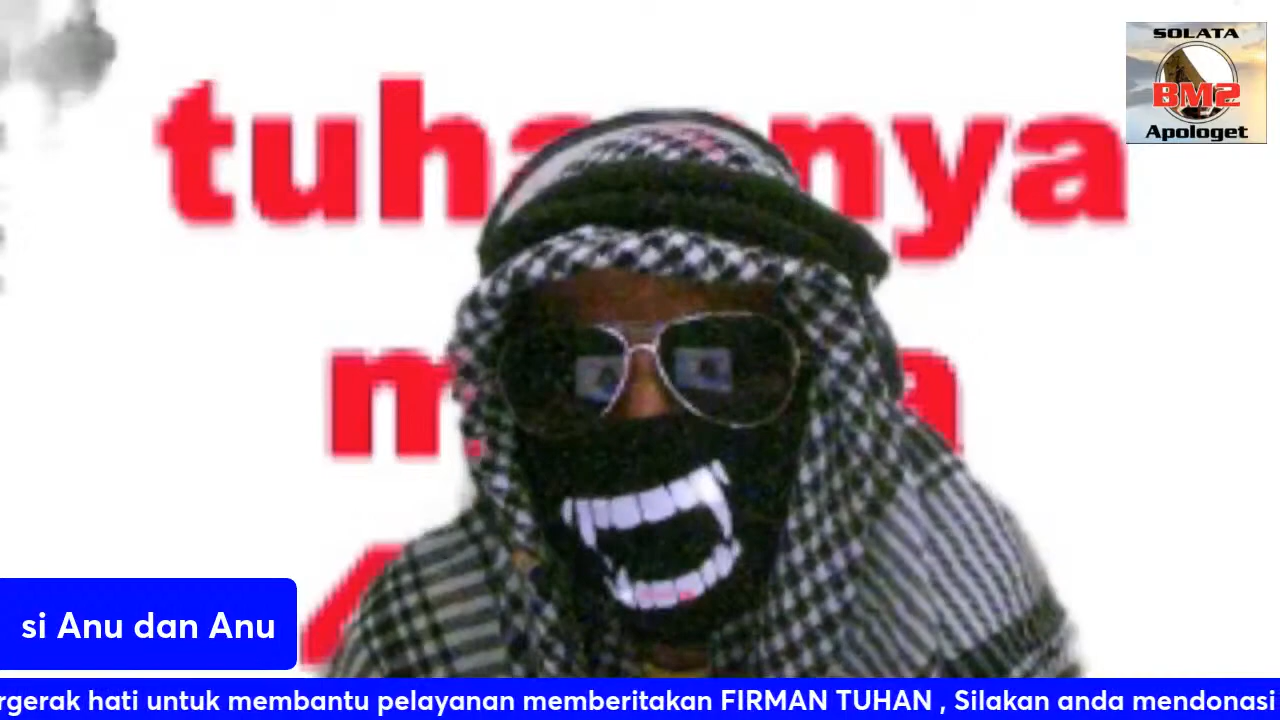 SOLATA
BM2
Apologet
nya
si Anu dan Anu
rgerak hati untuk membantu pelayanan memberitakan FIRMAN TUHAN , Silakan anda mendonasi